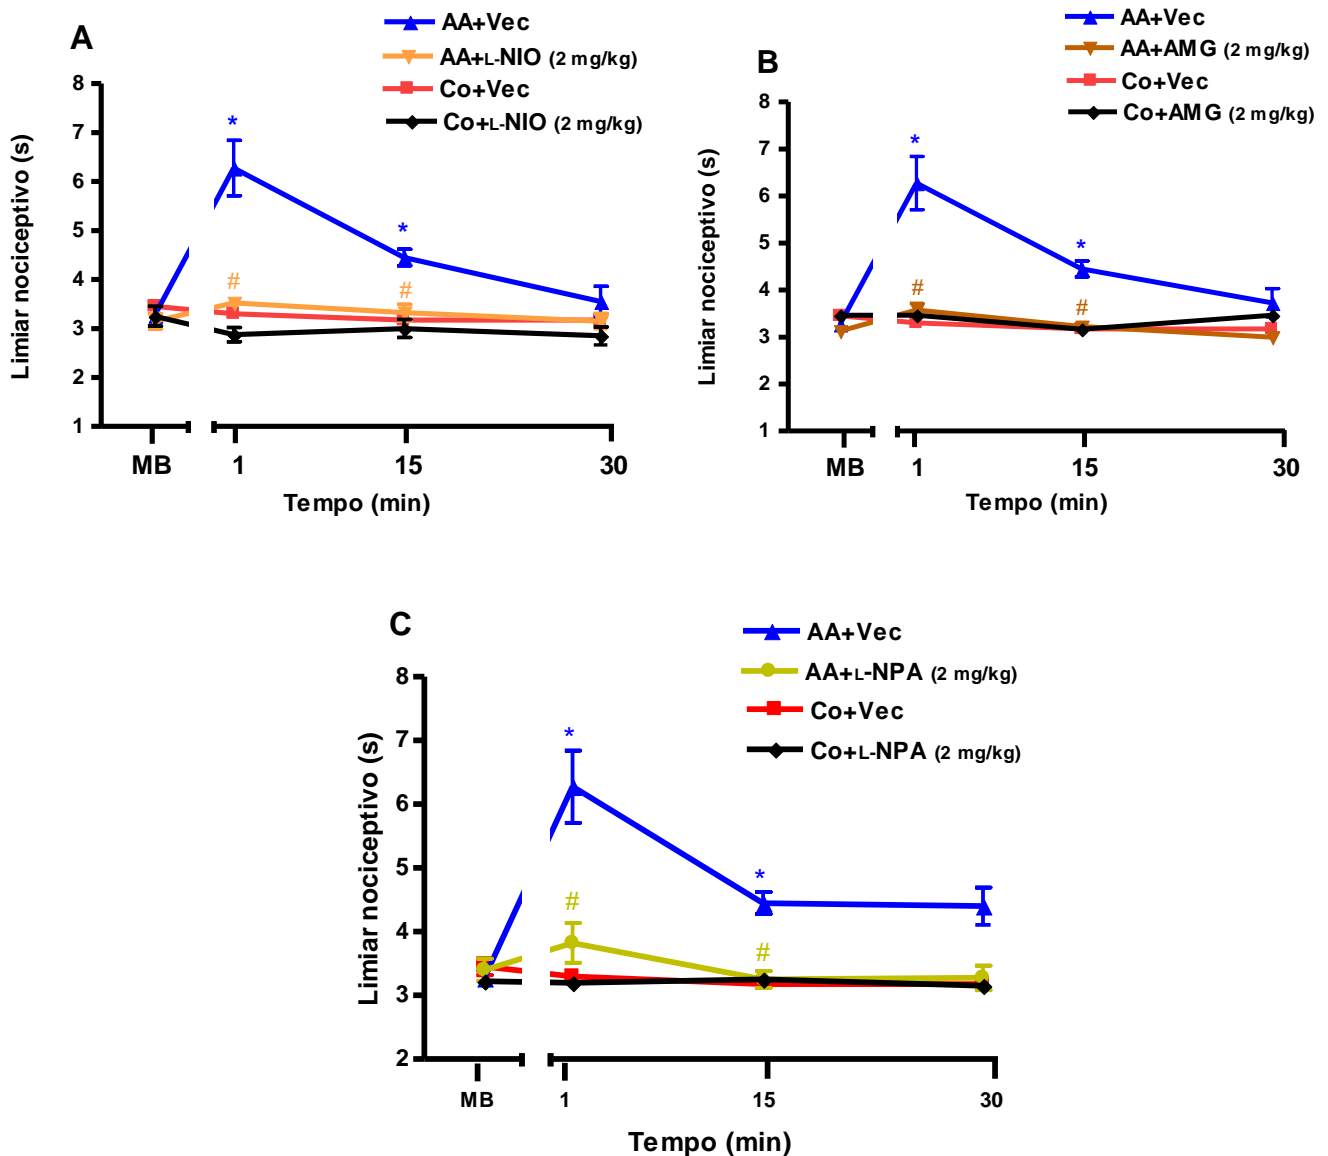 A
AA+Vec
AA+L-NIO (2 mg/kg)
Co+Vec
Co+L-NIO (2 mg/kg)
Limiar nociceptivo (s)
8
7
6
5
4
3
2
1
*
*
#
#
MB
1
15
30
Tempo (min)
B
AA+Vec
AA+AMG (2 mg/kg)
Co+Vec
Co+AMG (2 mg/kg)
Limiar nociceptivo (s)
8
7
6
5
4
3
2
1
*
*
#
#
MB
1
15
30
Tempo (min)
C
AA+Vec
AA+L-NPA (2 mg/kg)
Co+Vec
Co+L-NPA (2 mg/kg)
Limiar nociceptivo (s)
8
7
6
5
4
3
2
*
*
#
#
MB
1
15
30
Tempo (min)